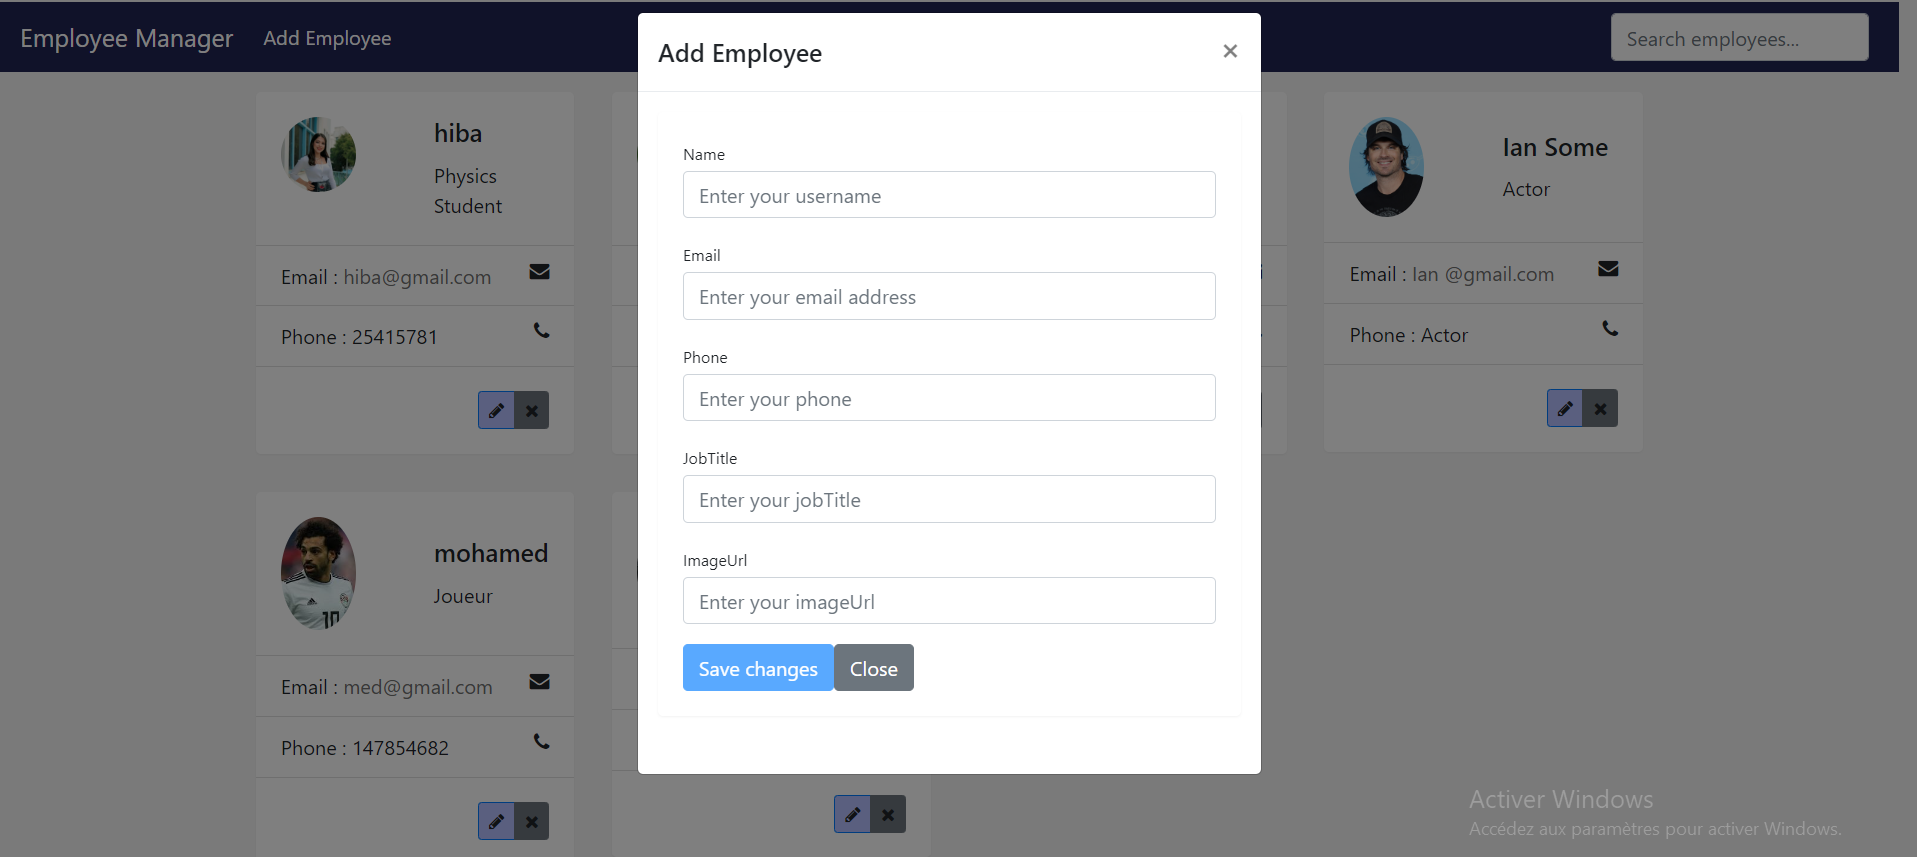 Employee Manager
Add Employee
Search employees...
Add Employee
×
Name
Enter your username
Email
Enter your email address
Phone
Enter your phone
JobTitle
Enter your jobTitle
ImageUrl
Enter your imageUrl
Save changes
Close
hiba
Physics
Student
Email : hiba@gmail.com
Phone : 25415781
Ian Some
Actor
Email : Ian @gmail.com
Phone : Actor
mohamed
Joueur
10
Email : med@gmail.com
Phone : 147854682
Activer Windows
Accédez aux paramètres pour activer Windows.